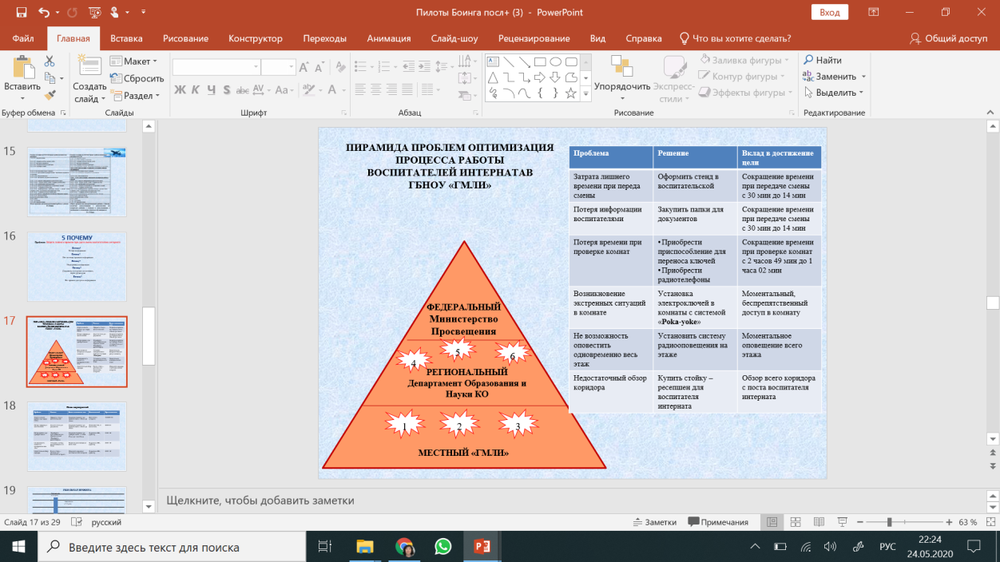 Пилоты Боинга посл+ (3) - PowerPoint
Вход
Файл
Главная
Вставка
Рисование
Конструктор
Переходы
Анимация
Слайд-шоу
Рецензирование
Вид
Справка
Что вы хотите сделать?
Общий доступ
Вставить
Буфер обмена
Создать
слайд
Макет
Сбросить
Раздел
Слайды
Ж К Ч S abc AV Aa А
Шрифт
Абзац
Упорядочить
Экспресс-
стили
Заливка фигуры
Контур фигуры
Эффекты фигуры
Рисование
Найти
Заменить
Выделить
Редактирование
15
16
5 ПОЧЕМУ
17
18
19
ПИРАМИДА ПРОБЛЕМ ОПТИМИЗАЦИЯ
ПРОЦЕССА РАБОТЫ
ВОСПИТАТЕЛЕЙ ИНТЕРНАТАВ
ГБНОУ «ГМЛИ»
ФЕДЕРАЛЬНЫЙ
Министерство
Просвещения
4
5
6
РЕГИОНАЛЬНЫЙ
Департамент Образования и
Науки КО
1
2
3
МЕСТНЫЙ «ГМЛИ»
Проблема
Решение
Вклад в достижение
цели
Затрата лишнего
времени при переда
смены
Оформить стенд в
воспитательской
Сокращение времени
при передаче смены
с 30 мин до 14 мин
Потеря информации
воспитателями
Закупить папки для
документов
Сокращение времени
при передаче смены
с 30 мин до 14 мин
Потеря времени при
проверке комнат
• Приобрести
приспособление для
переноса ключей
• Приобрести
радиотелефоны
Сокращение времени
при проверке комнат
с 2 часов 49 мин до 1
часа 02 мин
Возникновение
экстренных ситуаций
в комнате
Установка
электроключей в
комнаты с системой
«Poka-yoke»
Моментальный,
беспрепятственный
доступ в комнату
Не возможность
оповестить
одновременно весь
этаж
Установить систему
радиооповещения на
этаже
Моментальное
оповещение всего
этажа
Недостаточный обзор
коридора
Купить стойку –
ресепшен для
воспитателя
интерната
Обзор всего коридора
с поста воспитателя
интерната
Щелкните, чтобы добавить заметки
Слайд 17 из 29
русский
Заметки
Примечания
63 %
Введите здесь текст для поиска
РУС
22:24
24.05.2020